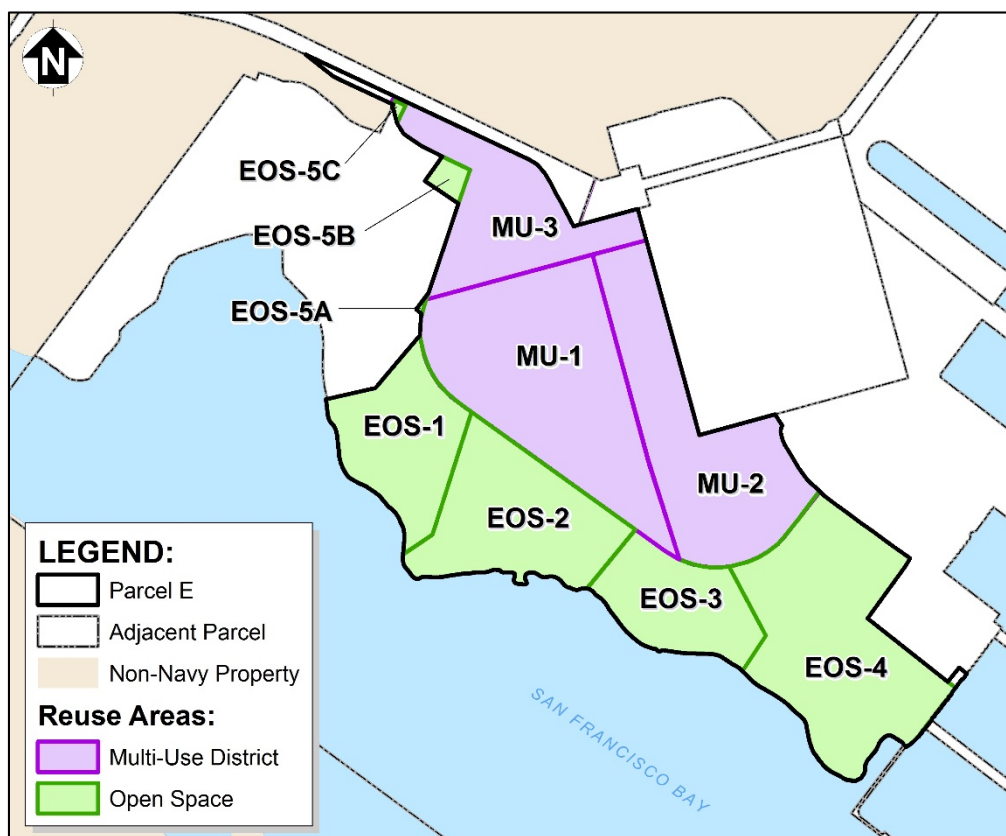 N
EOS-5C
EOS-5B
MU-3
EOS-5A
MU-1
EOS-1
MU-2
EOS-2
EOS-3
EOS-4
SAN FRANCISCO BAY
LEGEND:
Parcel E
Adjacent Parcel
Non-Navy Property
Reuse Areas:
Multi-Use District
Open Space